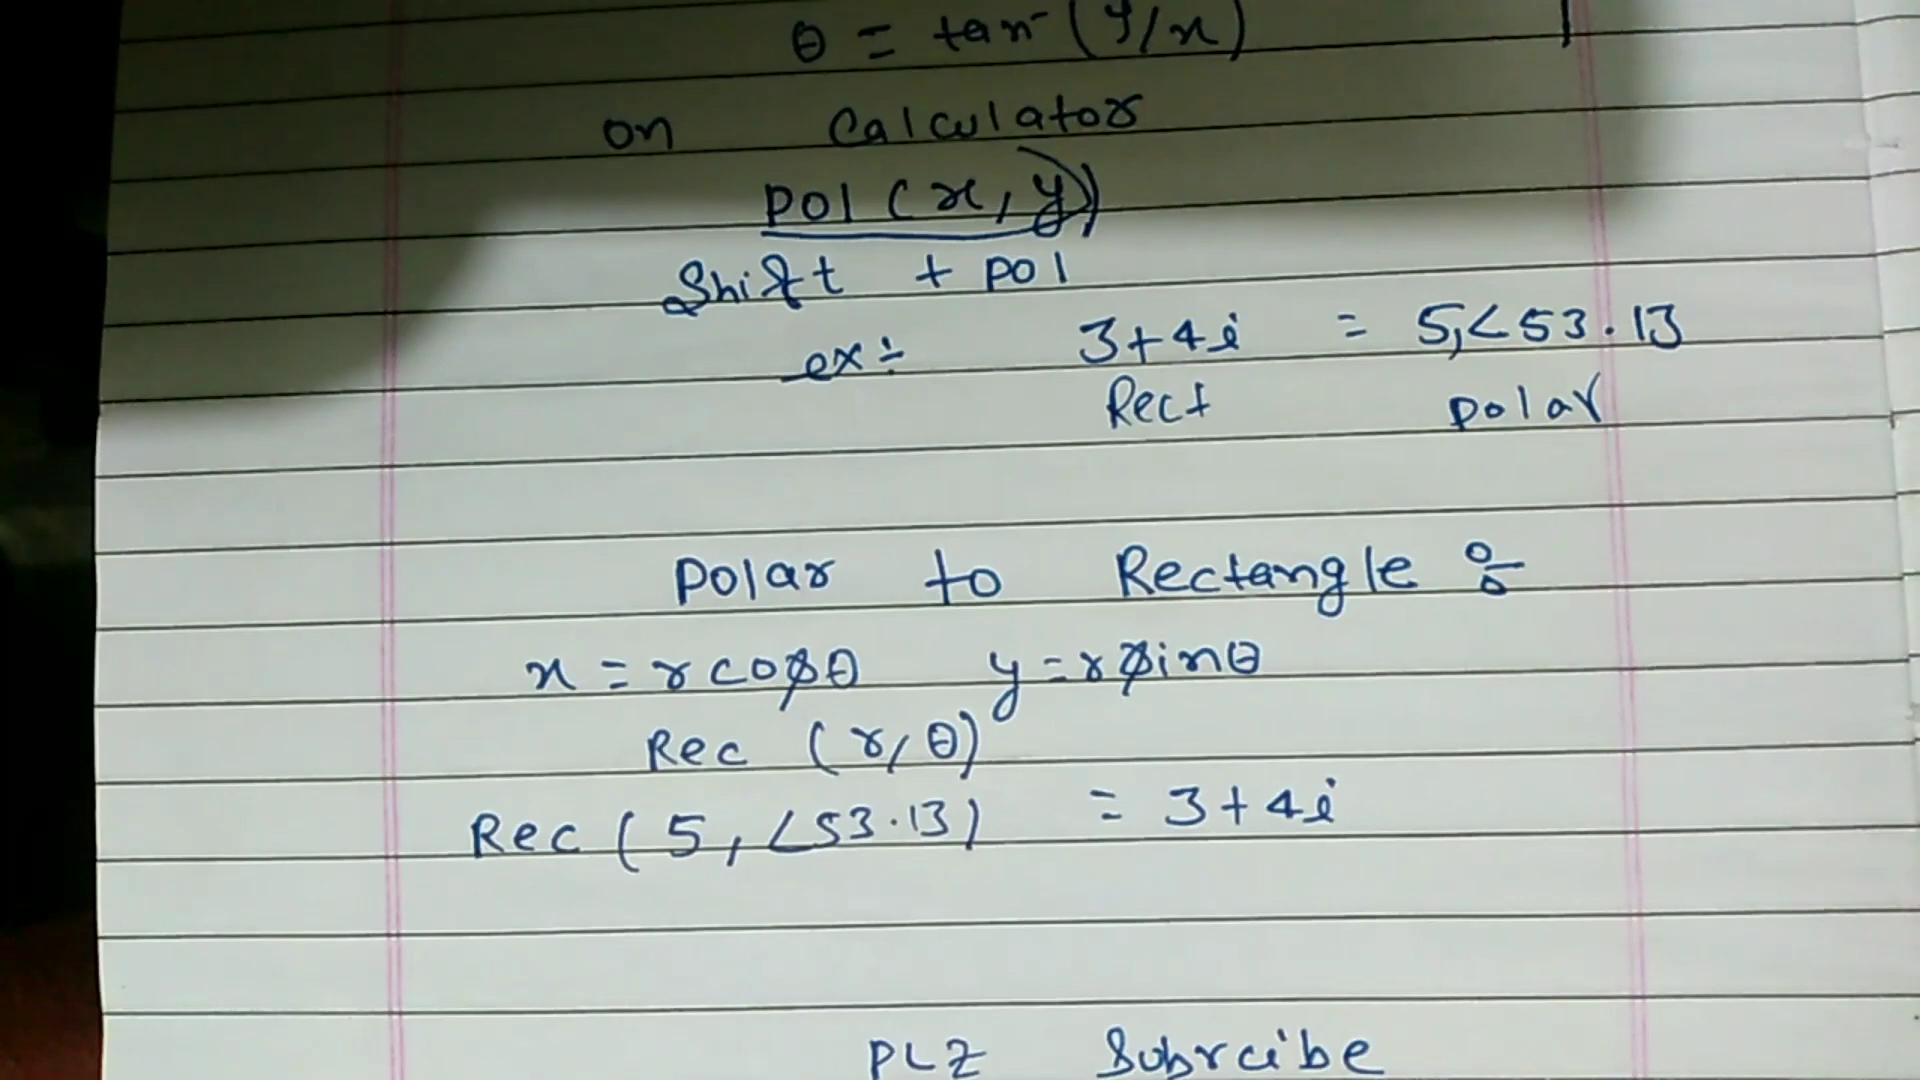 θ = tan⁻(y/x)
on Calculator
pol (x, y)
Shift + pol
ex:- 3+4i = 5,∠53.13
Rect polar
Polar to Rectangle :-
x = r cosθ y = r sinθ
Rec (r, θ)
Rec (5, ∠53.13) = 3+4i
PLZ Subrcibe